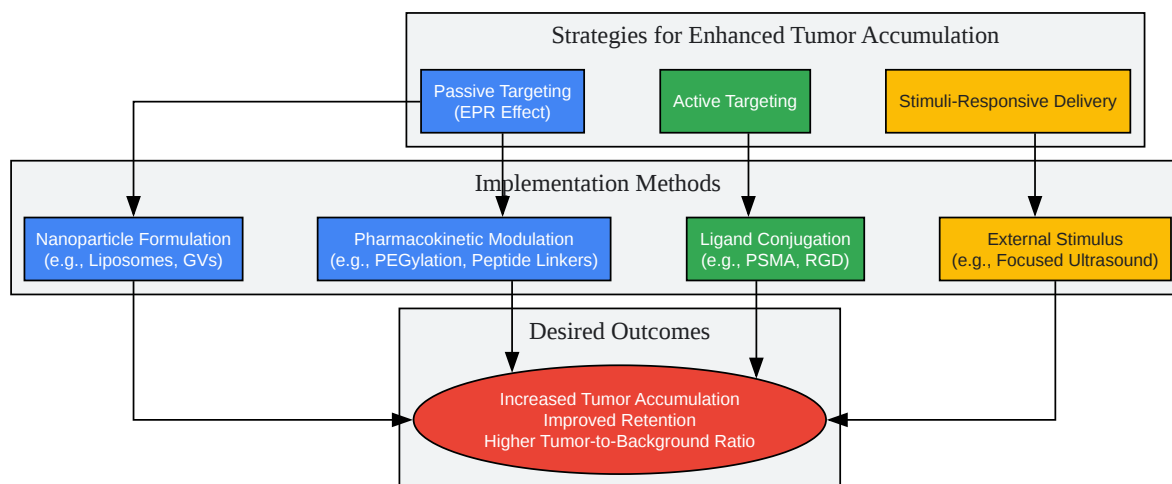 Strategies for Enhanced Tumor Accumulation
Passive Targeting
(EPR Effect)
Active Targeting
Stimuli-Responsive Delivery
Implementation Methods
Nanoparticle Formulation
(e.g., Liposomes, GVs)
Pharmacokinetic Modulation
(e.g., PEGylation, Peptide Linkers)
Ligand Conjugation
(e.g., PSMA, RGD)
External Stimulus
(e.g., Focused Ultrasound)
Desired Outcomes
Increased Tumor Accumulation
Improved Retention
Higher Tumor-to-Background Ratio